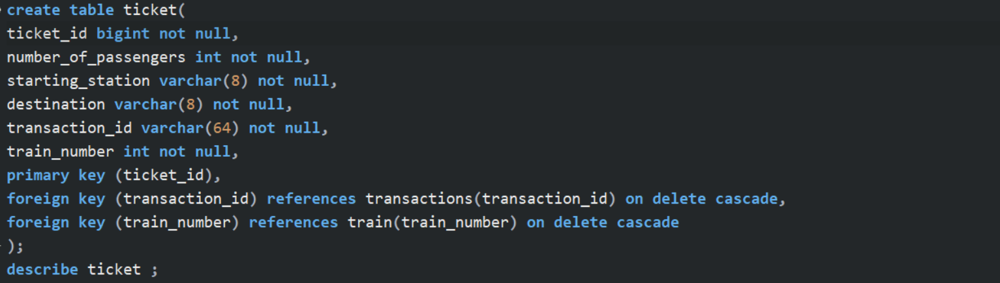 create table ticket(
ticket_id bigint not null,
number_of_passengers int not null,
starting_station varchar(8) not null,
destination varchar(8) not null,
transaction_id varchar(64) not null,
train_number int not null,
primary key (ticket_id),
foreign key (transaction_id) references transactions(transaction_id) on delete cascade,
foreign key (train_number) references train(train_number) on delete cascade
);
describe ticket ;